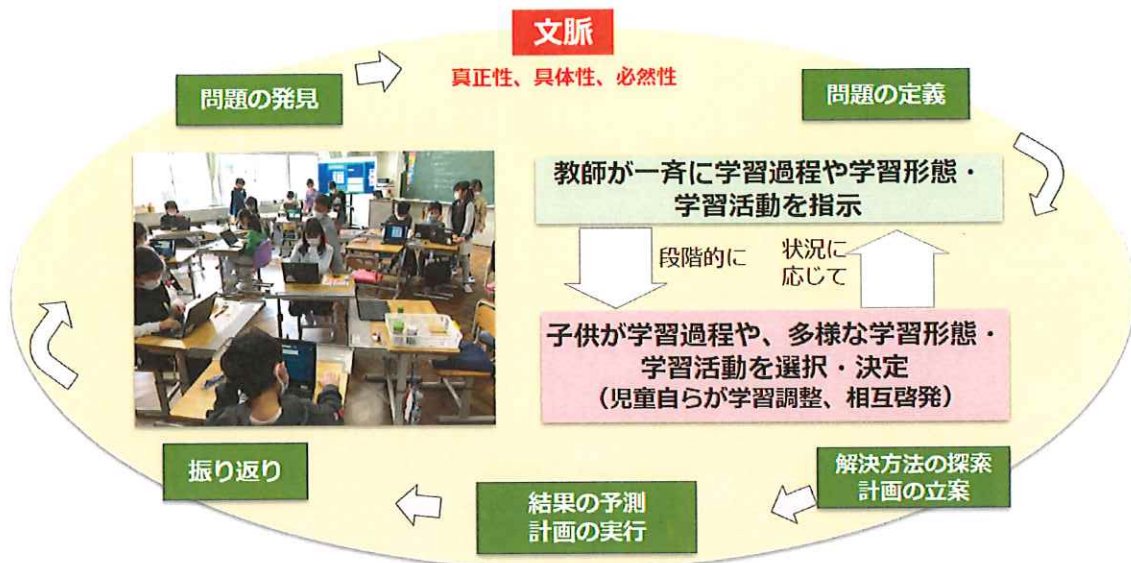 文脈
真正性、具体性、必然性
問題の発見
問題の定義
教師が一斉に学習過程や学習形態・
学習活動を指示
段階的に
状況に
応じて
子供が学習過程や、多様な学習形態・
学習活動を選択・決定
（児童自らが学習調整、相互啓発）
解決方法の探索
計画の立案
結果の予測
計画の実行
振り返り